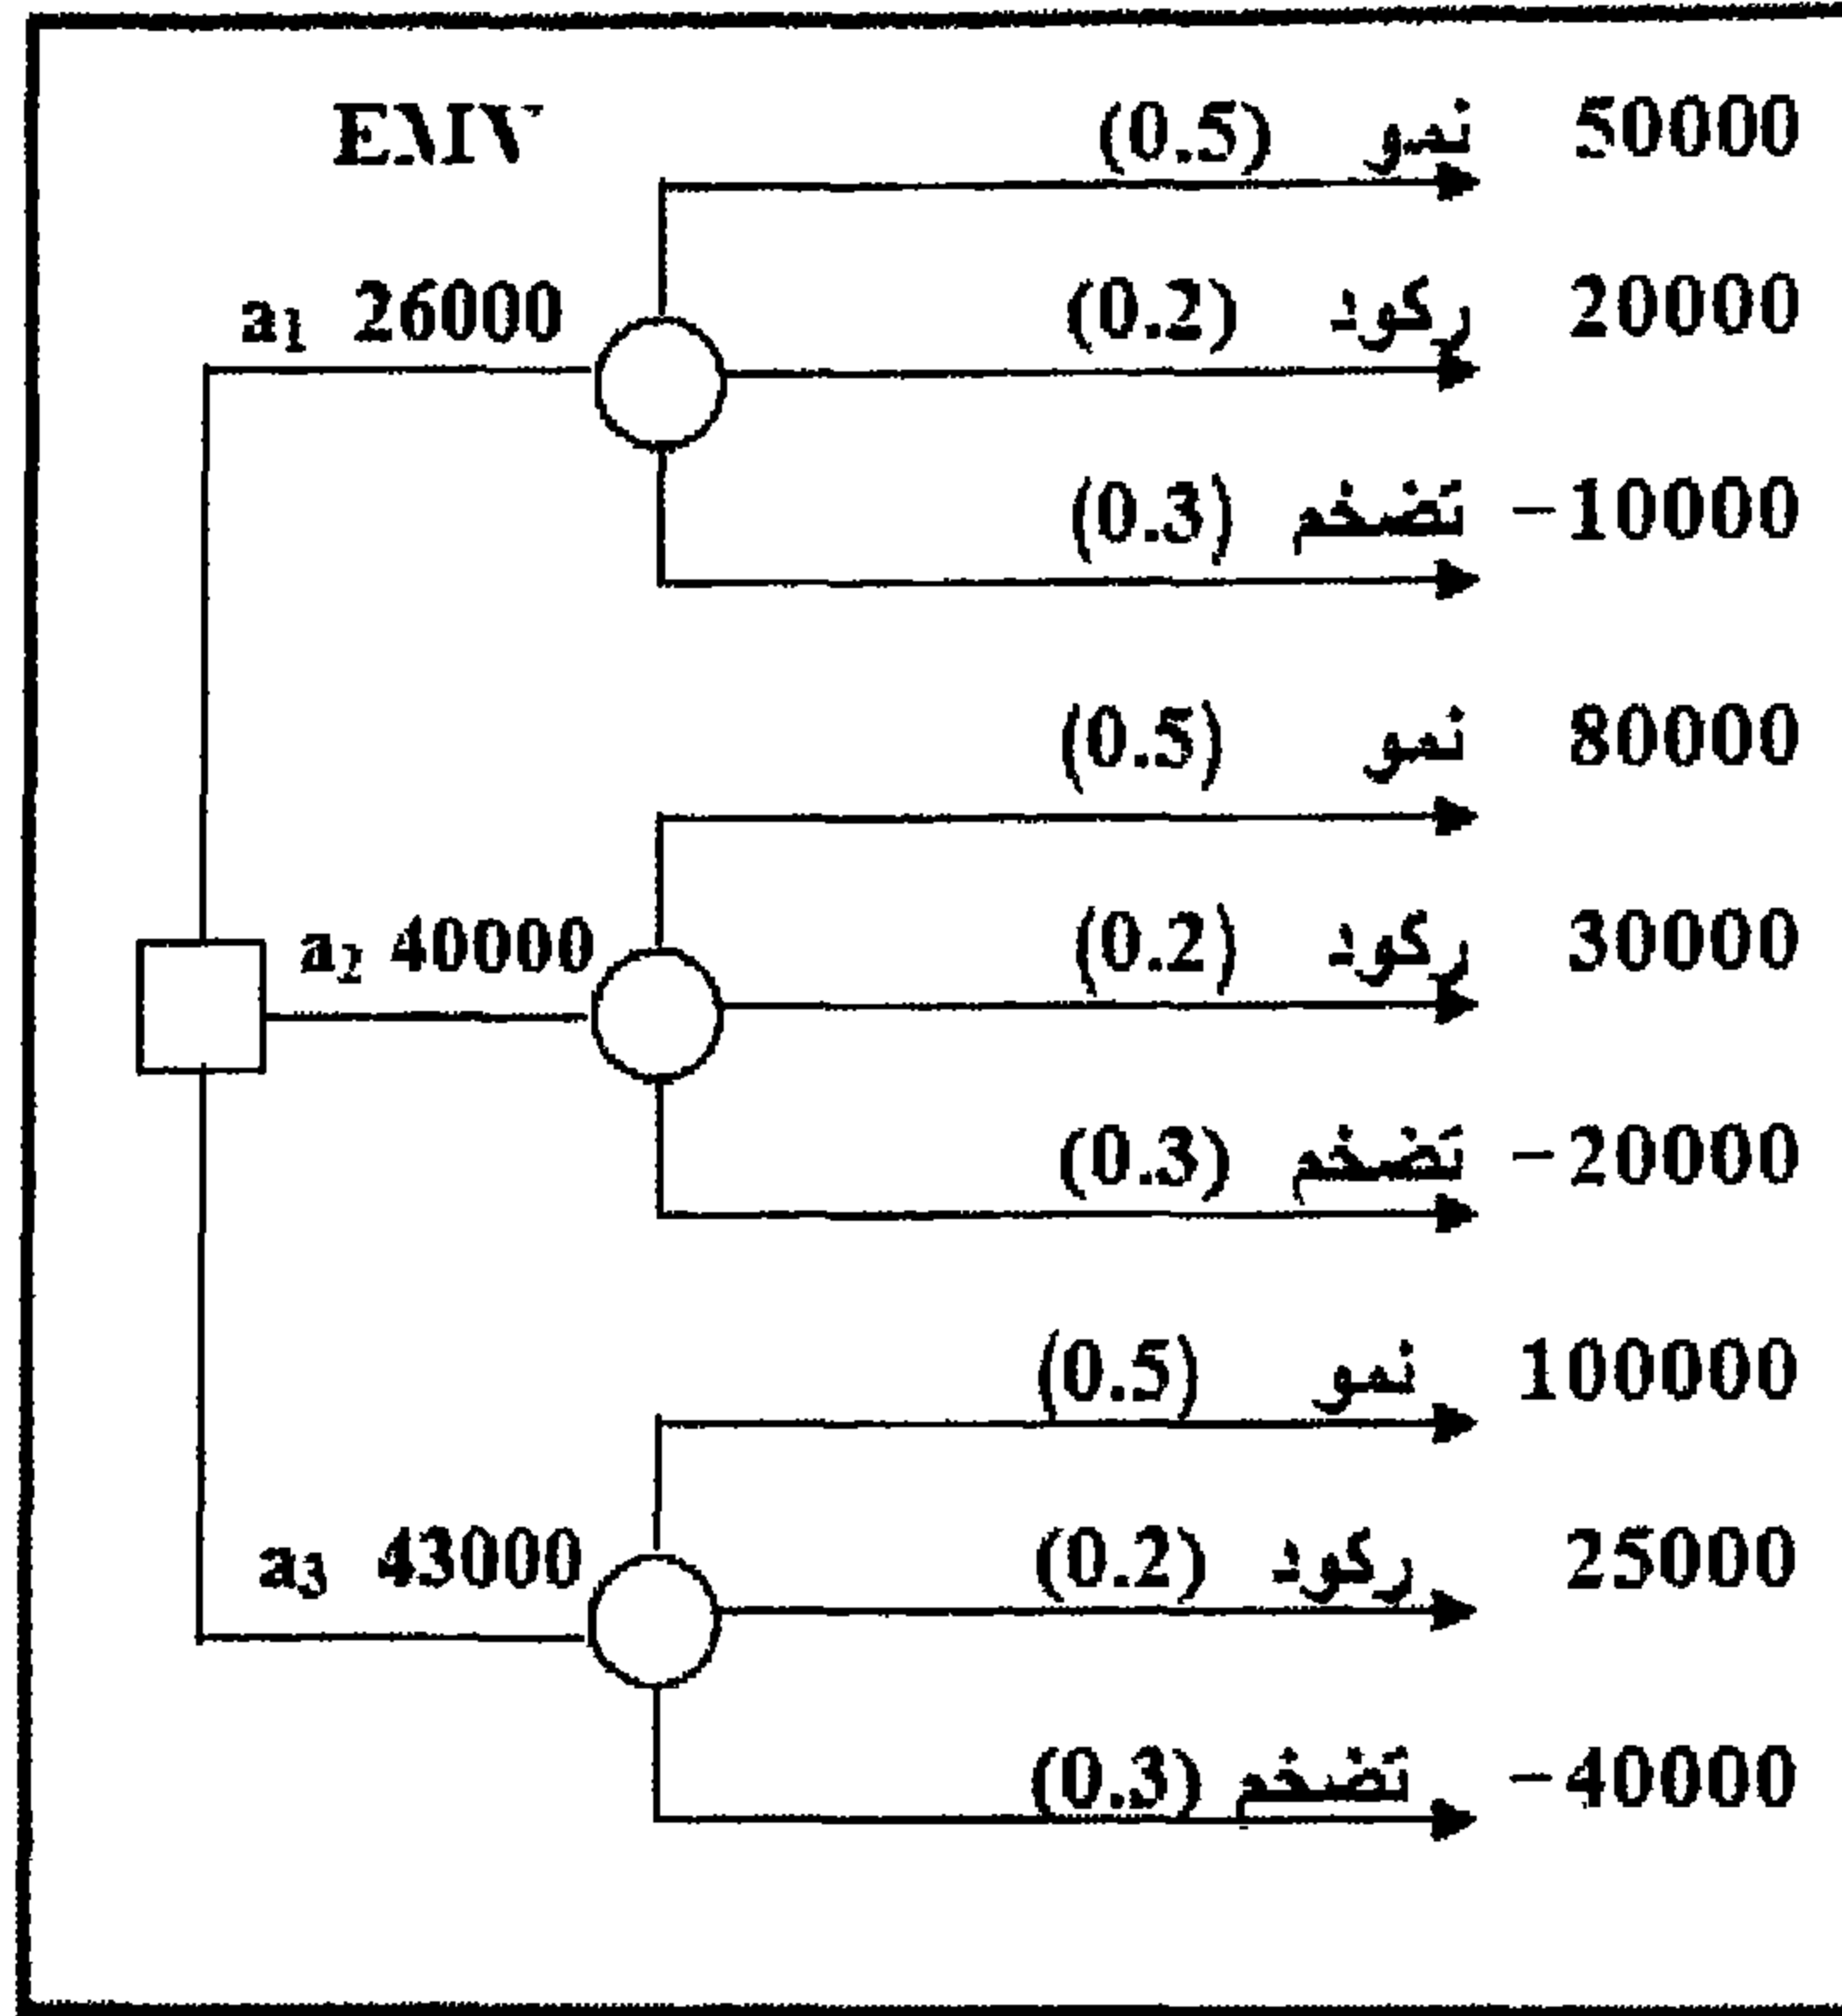 EMV
(0.5) نمو 50000
a1 26000
(0.2) ركود 20000
(0.3) تضخم -10000
(0.5) نمو 80000
a2 40000
(0.2) ركود 30000
(0.3) تضخم -20000
(0.5) نمو 100000
a3 43000
(0.2) ركود 25000
(0.3) تضخم -40000